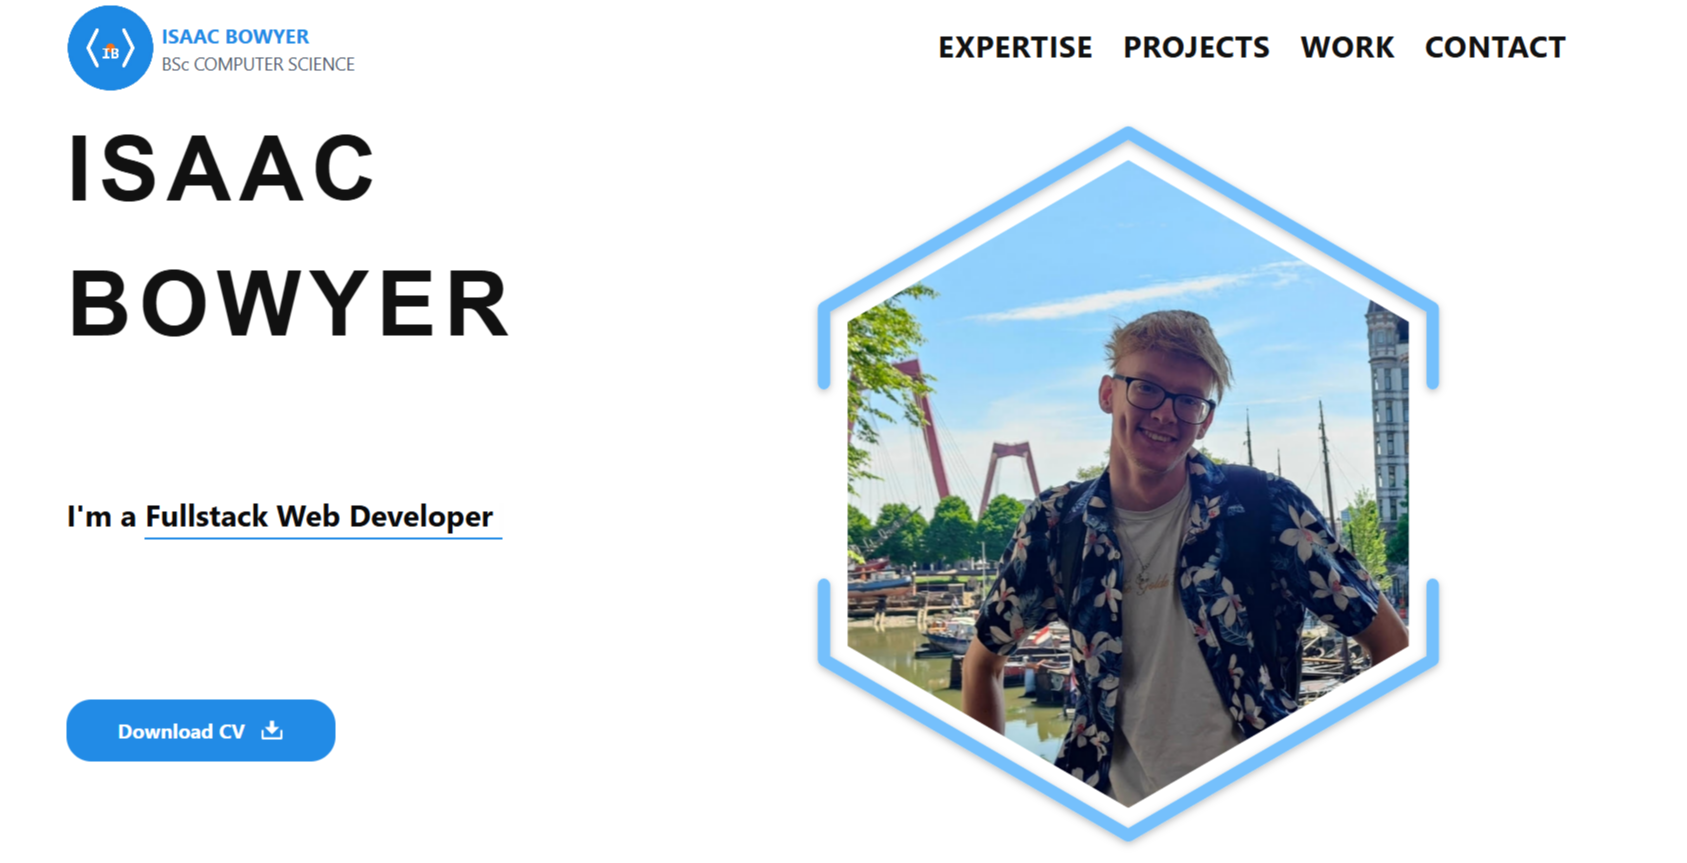 IB
ISAAC BOWYER
BSc COMPUTER SCIENCE
EXPERTISE PROJECTS WORK CONTACT
ISAAC
BOWYER
I'm a Fullstack Web Developer
Download CV